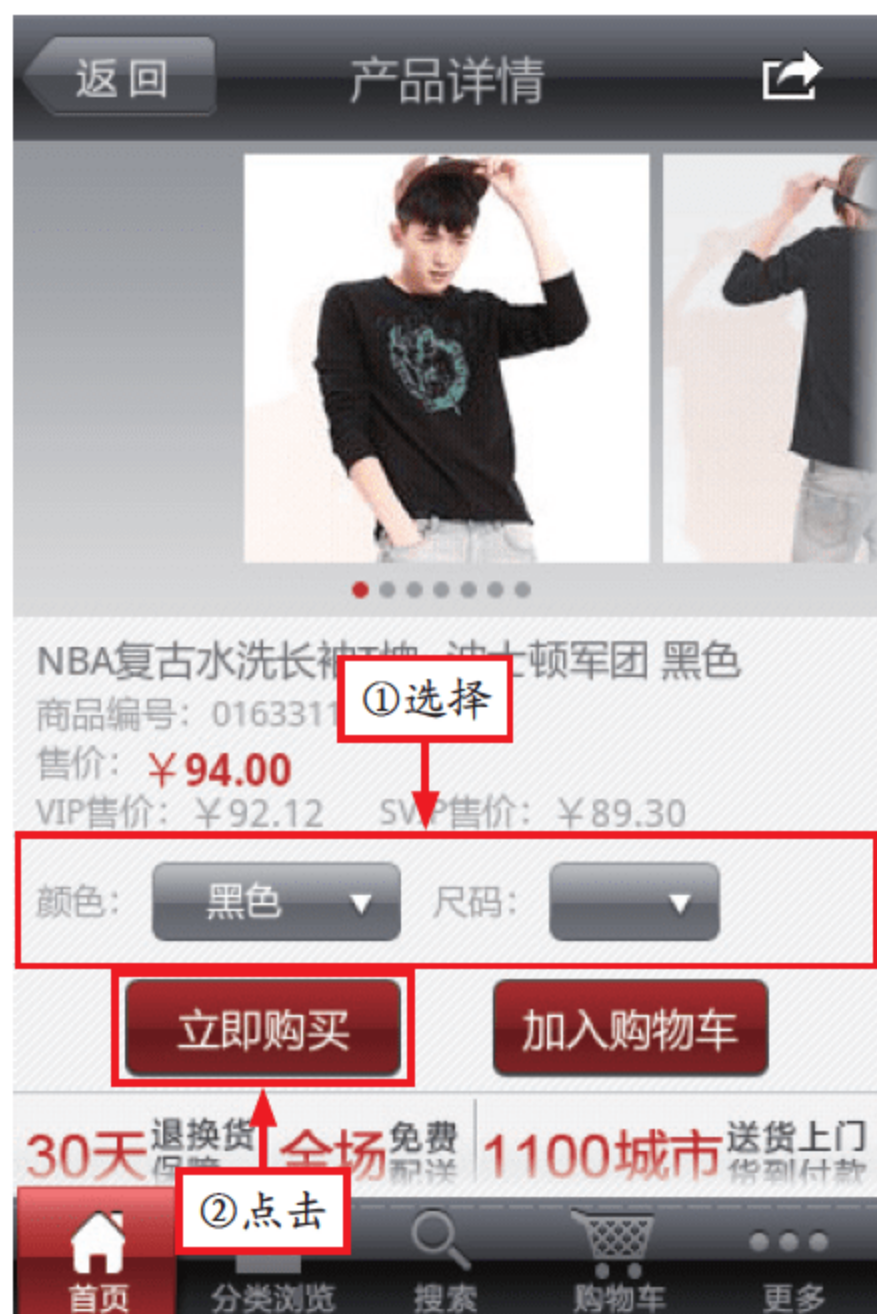 返回 产品详情
NBA复古水洗长袖T恤 波士顿军团 黑色
①选择
商品编号：0163311
售价：￥94.00
VIP售价：￥92.12 SVIP售价：￥89.30
颜色： 黑色 尺码：
立即购买 加入购物车
30天 退换货 保障 全场 免费 配送 1100城市 送货上门 货到付款
②点击
首页 分类浏览 搜索 购物车 更多